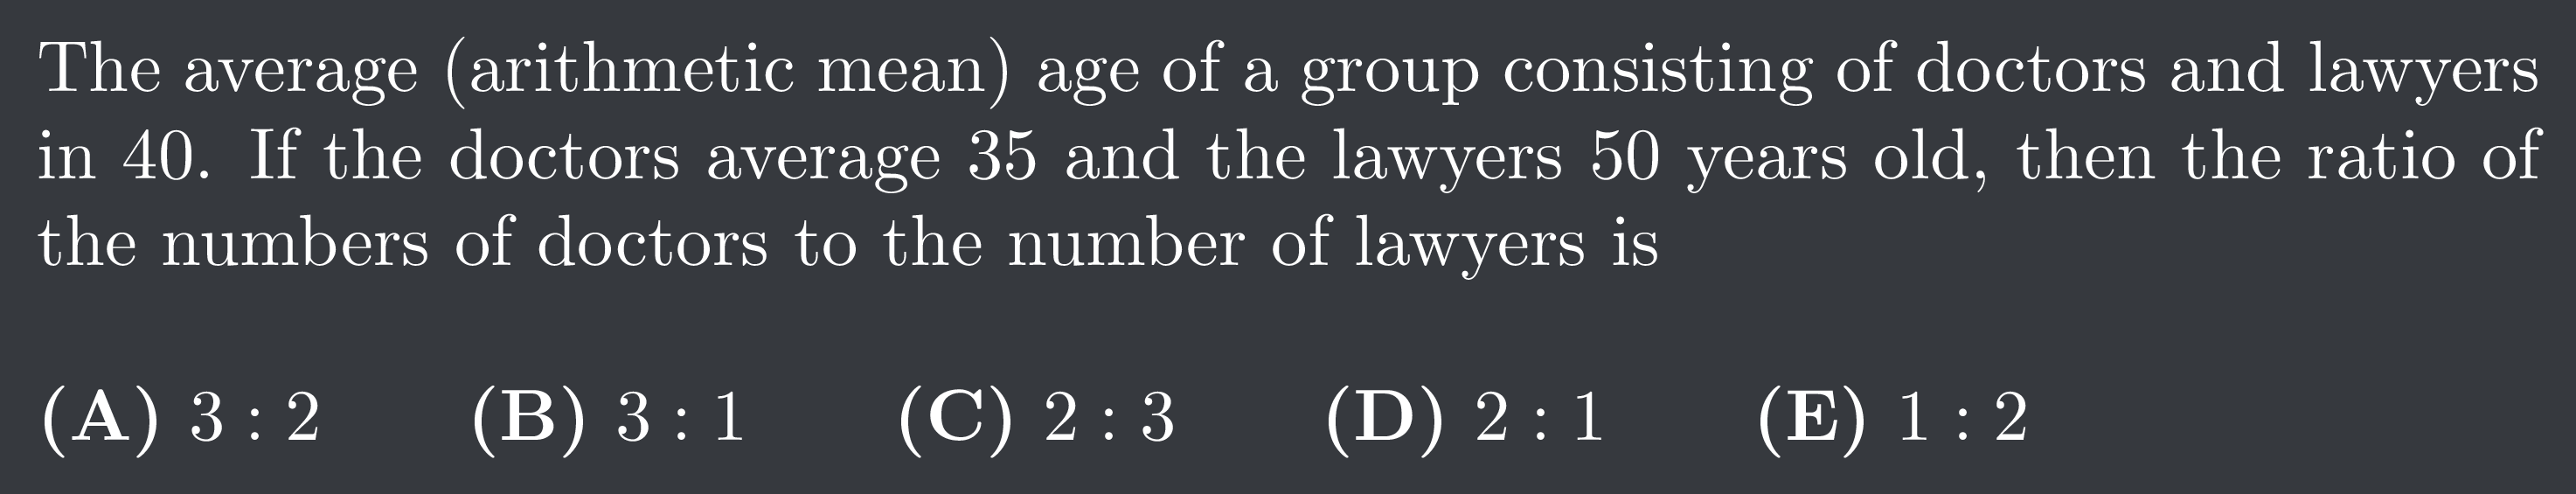 The average (arithmetic mean) age of a group consisting of doctors and lawyers
in 40. If the doctors average 35 and the lawyers 50 years old, then the ratio of
the numbers of doctors to the number of lawyers is
(A) 3 : 2 (B) 3 : 1 (C) 2 : 3 (D) 2 : 1 (E) 1 : 2